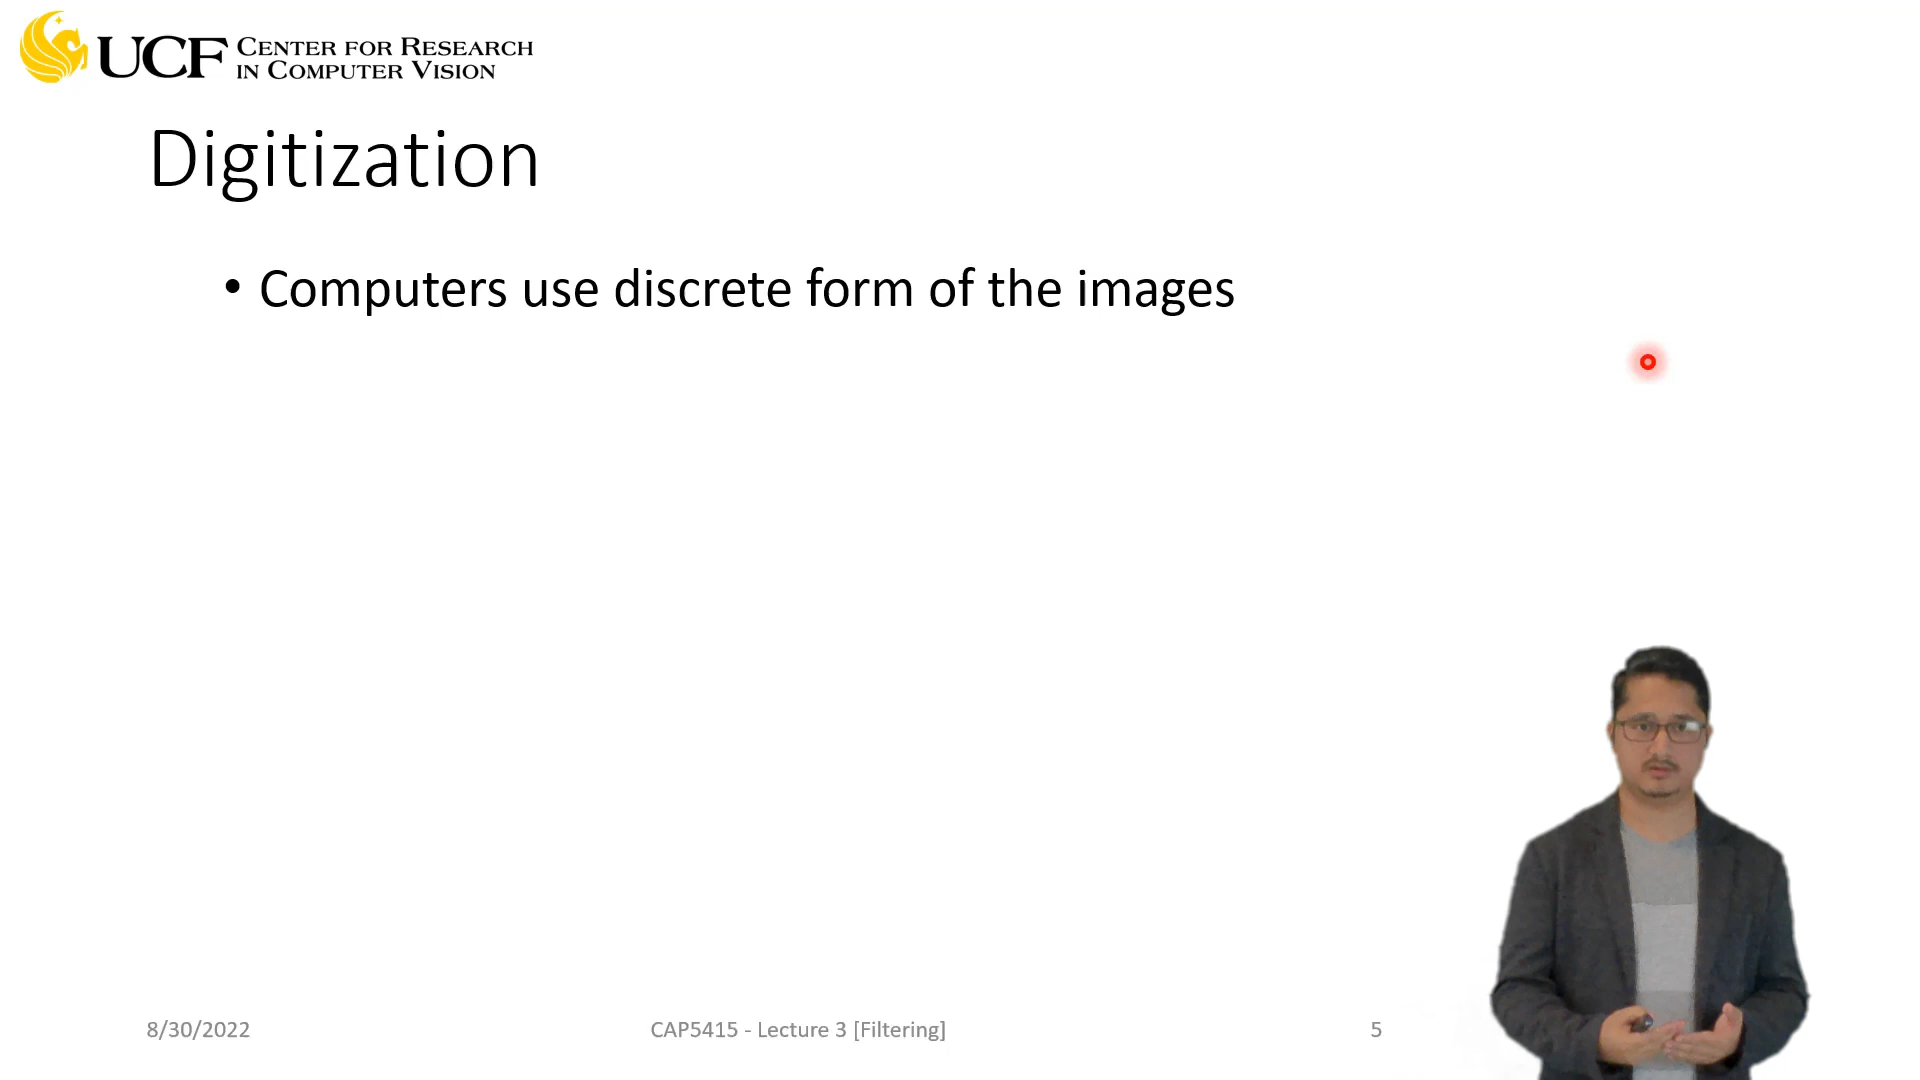 UCF CENTER FOR RESEARCH
IN COMPUTER VISION
Digitization
• Computers use discrete form of the images
8/30/2022
CAP5415 - Lecture 3 [Filtering]
5